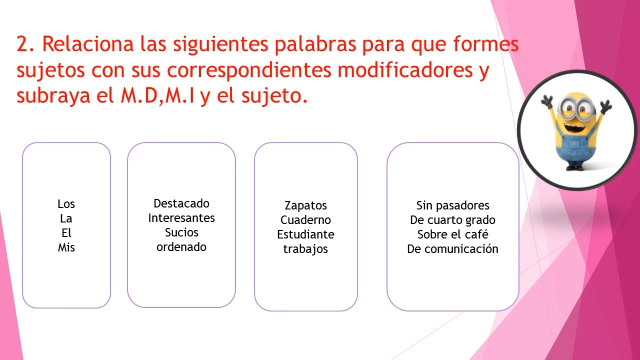 2. Relaciona las siguientes palabras para que formes
sujetos con sus correspondientes modificadores y
subraya el M.D,M.I y el sujeto.
Los
La
El
Mis
Destacado
Interesantes
Sucios
ordenado
Zapatos
Cuaderno
Estudiante
trabajos
Sin pasadores
De cuarto grado
Sobre el café
De comunicación